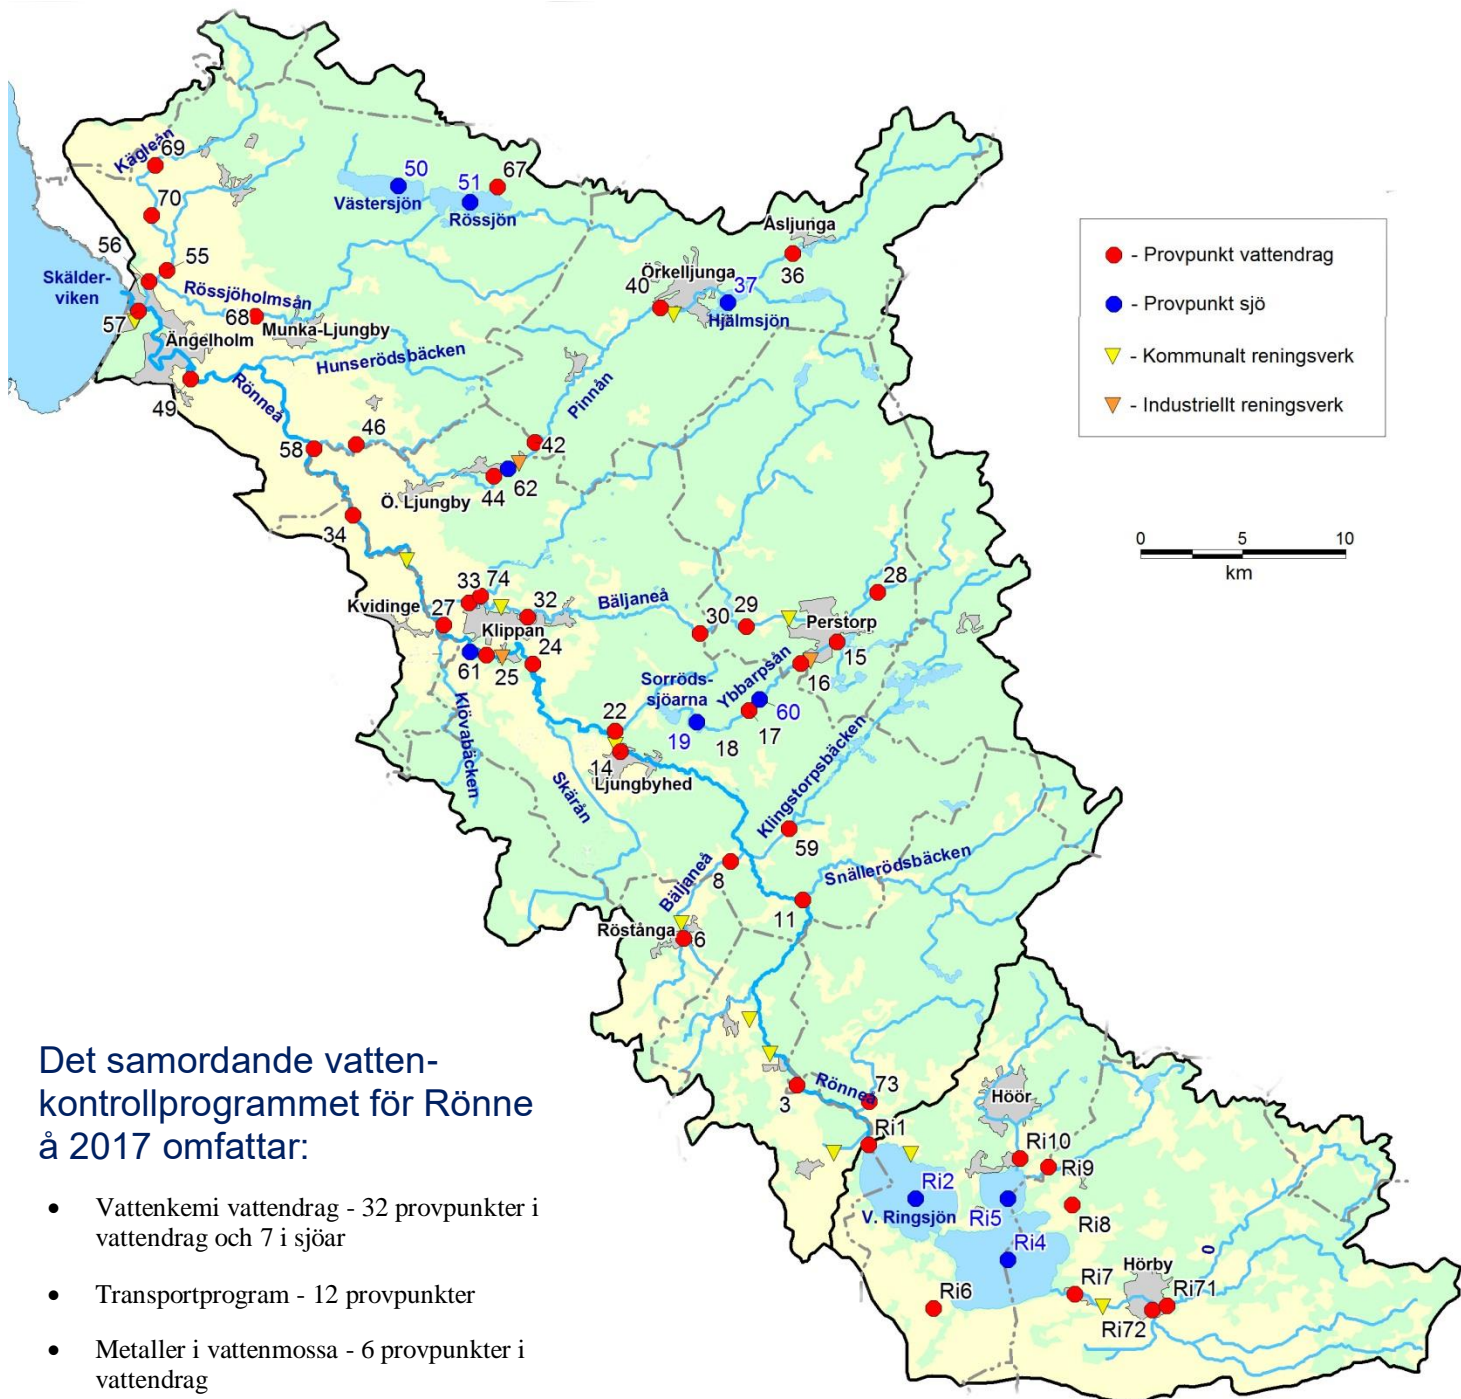 Kägleån
69
70
50
Västersjön
51
Rössjön
67
56
55
Skälder-
viken
57
Rössjöholmsån
68
Munka-Ljungby
Ängelholm
Hunserödsbäcken
49
Rönneå
Åsljunga
36
Örkelljunga
40
37
Hjälmsjön
Pinnån
- Provpunkt vattendrag
- Provpunkt sjö
- Kommunalt reningsverk
- Industriellt reningsverk
0 5 10
km
58
46
42
44
62
Ö. Ljungby
34
33
74
Kvidinge
27
32
Klippan
Bäljaneå
30
29
28
Perstorp
15
16
61
25
24
Sorröds-
sjöarna
Ybbarpsån
60
17
18
19
22
14
Ljungbyhed
Klövabäcken
Skärån
Klingstorpsbäcken
59
8
Bäljaneå
Snällerödsbäcken
11
Röstånga
6
Rönneå
3
73
Ri1
Höör
Ri10
Ri9
Ri2
V. Ringsjön
Ri5
Ri8
Ri4
Ri6
Ri7
Hörby
Ri71
Ri72
0
Det samordande vatten-
kontrollprogrammet för Rönne
å 2017 omfattar:
• Vattenkemi vattendrag - 32 provpunkter i
vattendrag och 7 i sjöar
• Transportprogram - 12 provpunkter
• Metaller i vattenmossa - 6 provpunkter i
vattendrag